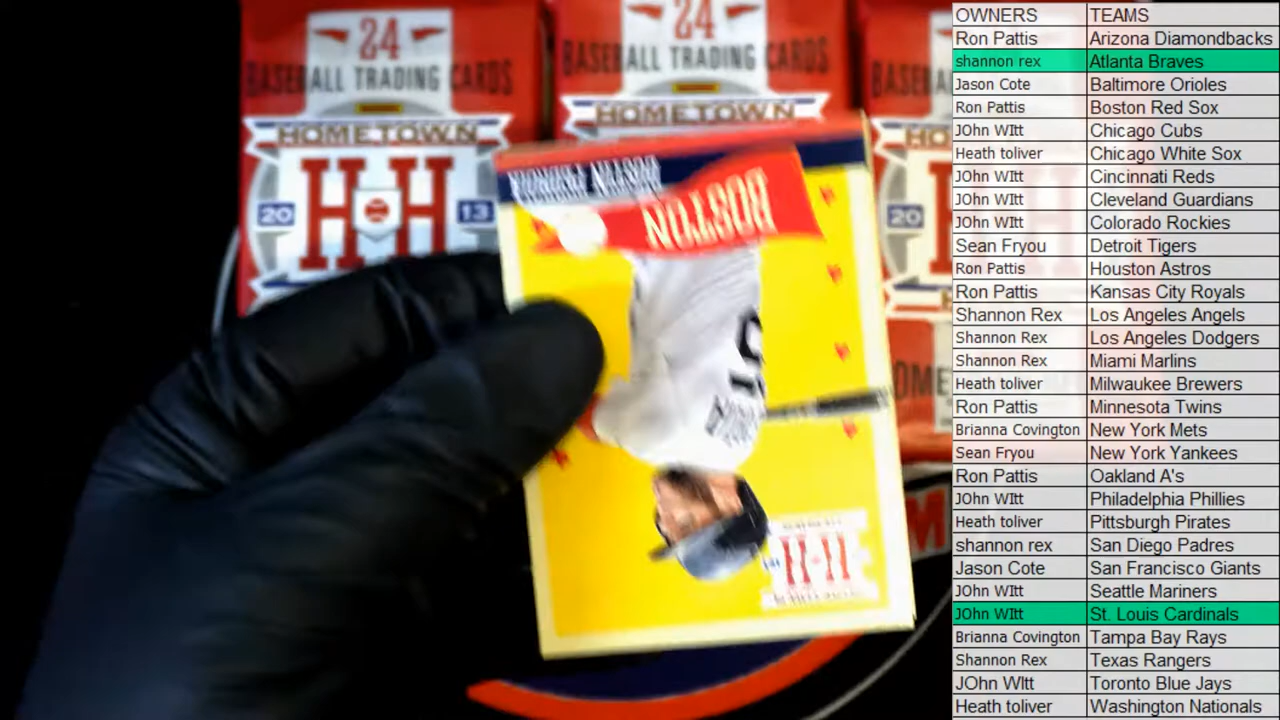 24
BASEBALL TRADING CARDS
HOMETOWN
HH
20 13
24
BASEBALL TRADING CARDS
HOMETOWN
20
BOSTON
HH
OWNERS TEAMS
Ron Pattis Arizona Diamondbacks
shannon rex Atlanta Braves
Jason Cote Baltimore Orioles
Ron Pattis Boston Red Sox
JOhn WItt Chicago Cubs
Heath toliver Chicago White Sox
JOhn WItt Cincinnati Reds
JOhn WItt Cleveland Guardians
JOhn WItt Colorado Rockies
Sean Fryou Detroit Tigers
Ron Pattis Houston Astros
Ron Pattis Kansas City Royals
Shannon Rex Los Angeles Angels
Shannon Rex Los Angeles Dodgers
Shannon Rex Miami Marlins
Heath toliver Milwaukee Brewers
Ron Pattis Minnesota Twins
Brianna Covington New York Mets
Sean Fryou New York Yankees
Ron Pattis Oakland A's
JOhn WItt Philadelphia Phillies
Heath toliver Pittsburgh Pirates
shannon rex San Diego Padres
Jason Cote San Francisco Giants
JOhn WItt Seattle Mariners
JOhn WItt St. Louis Cardinals
Brianna Covington Tampa Bay Rays
Shannon Rex Texas Rangers
JOhn WItt Toronto Blue Jays
Heath toliver Washington Nationals